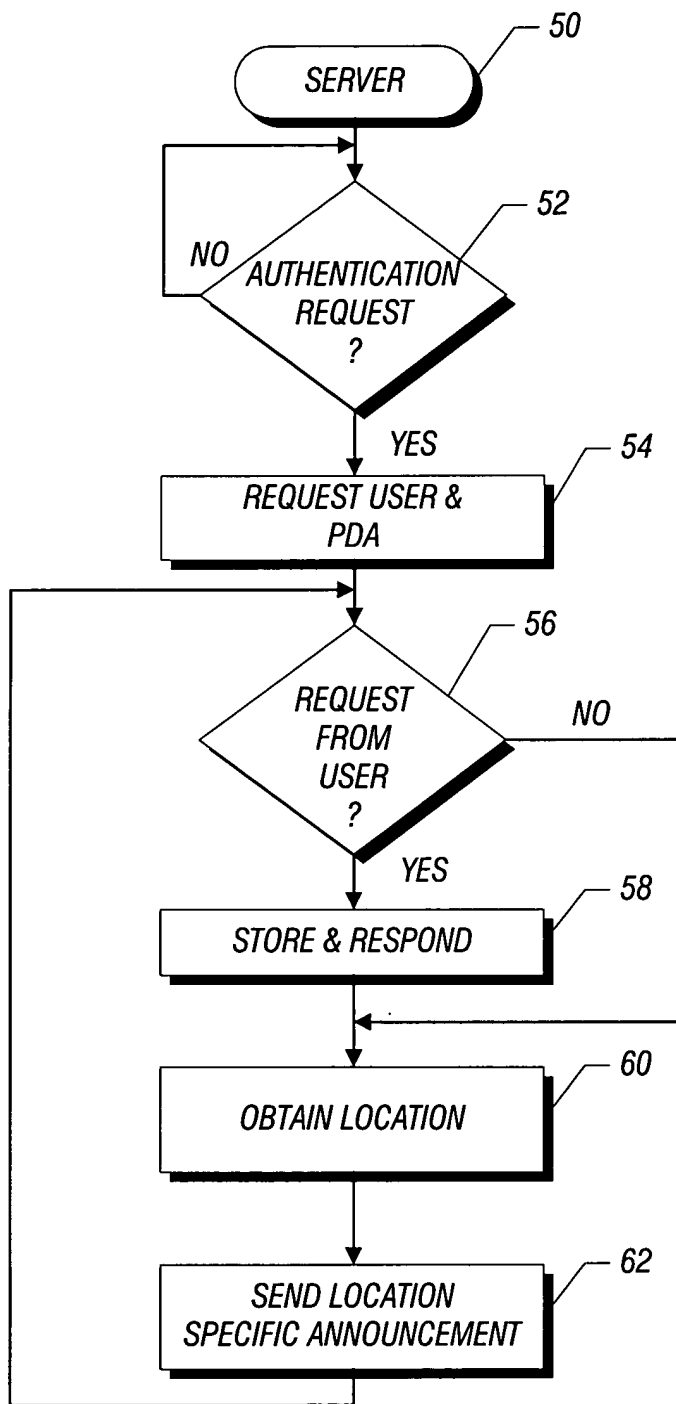 50
SERVER
52
NO
AUTHENTICATION
REQUEST
?
YES
54
REQUEST USER &
PDA
56
REQUEST
FROM
USER
?
NO
YES
58
STORE & RESPOND
60
OBTAIN LOCATION
62
SEND LOCATION
SPECIFIC ANNOUNCEMENT